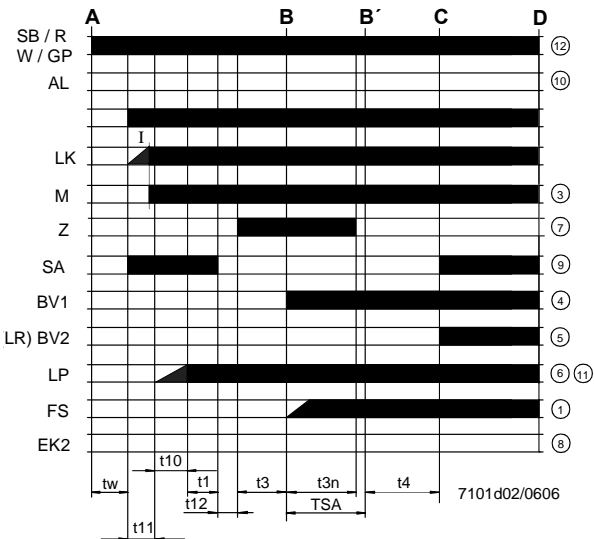 A B B´ C D
SB / R
W / GP 12
AL 10
I
LK
M 3
Z 7
SA 9
BV1 4
LR) BV2 5
LP 6 11
FS 1
EK2 8
t10
tw t1 t3 t3n t4 7101d02/0606
t12 TSA
t11